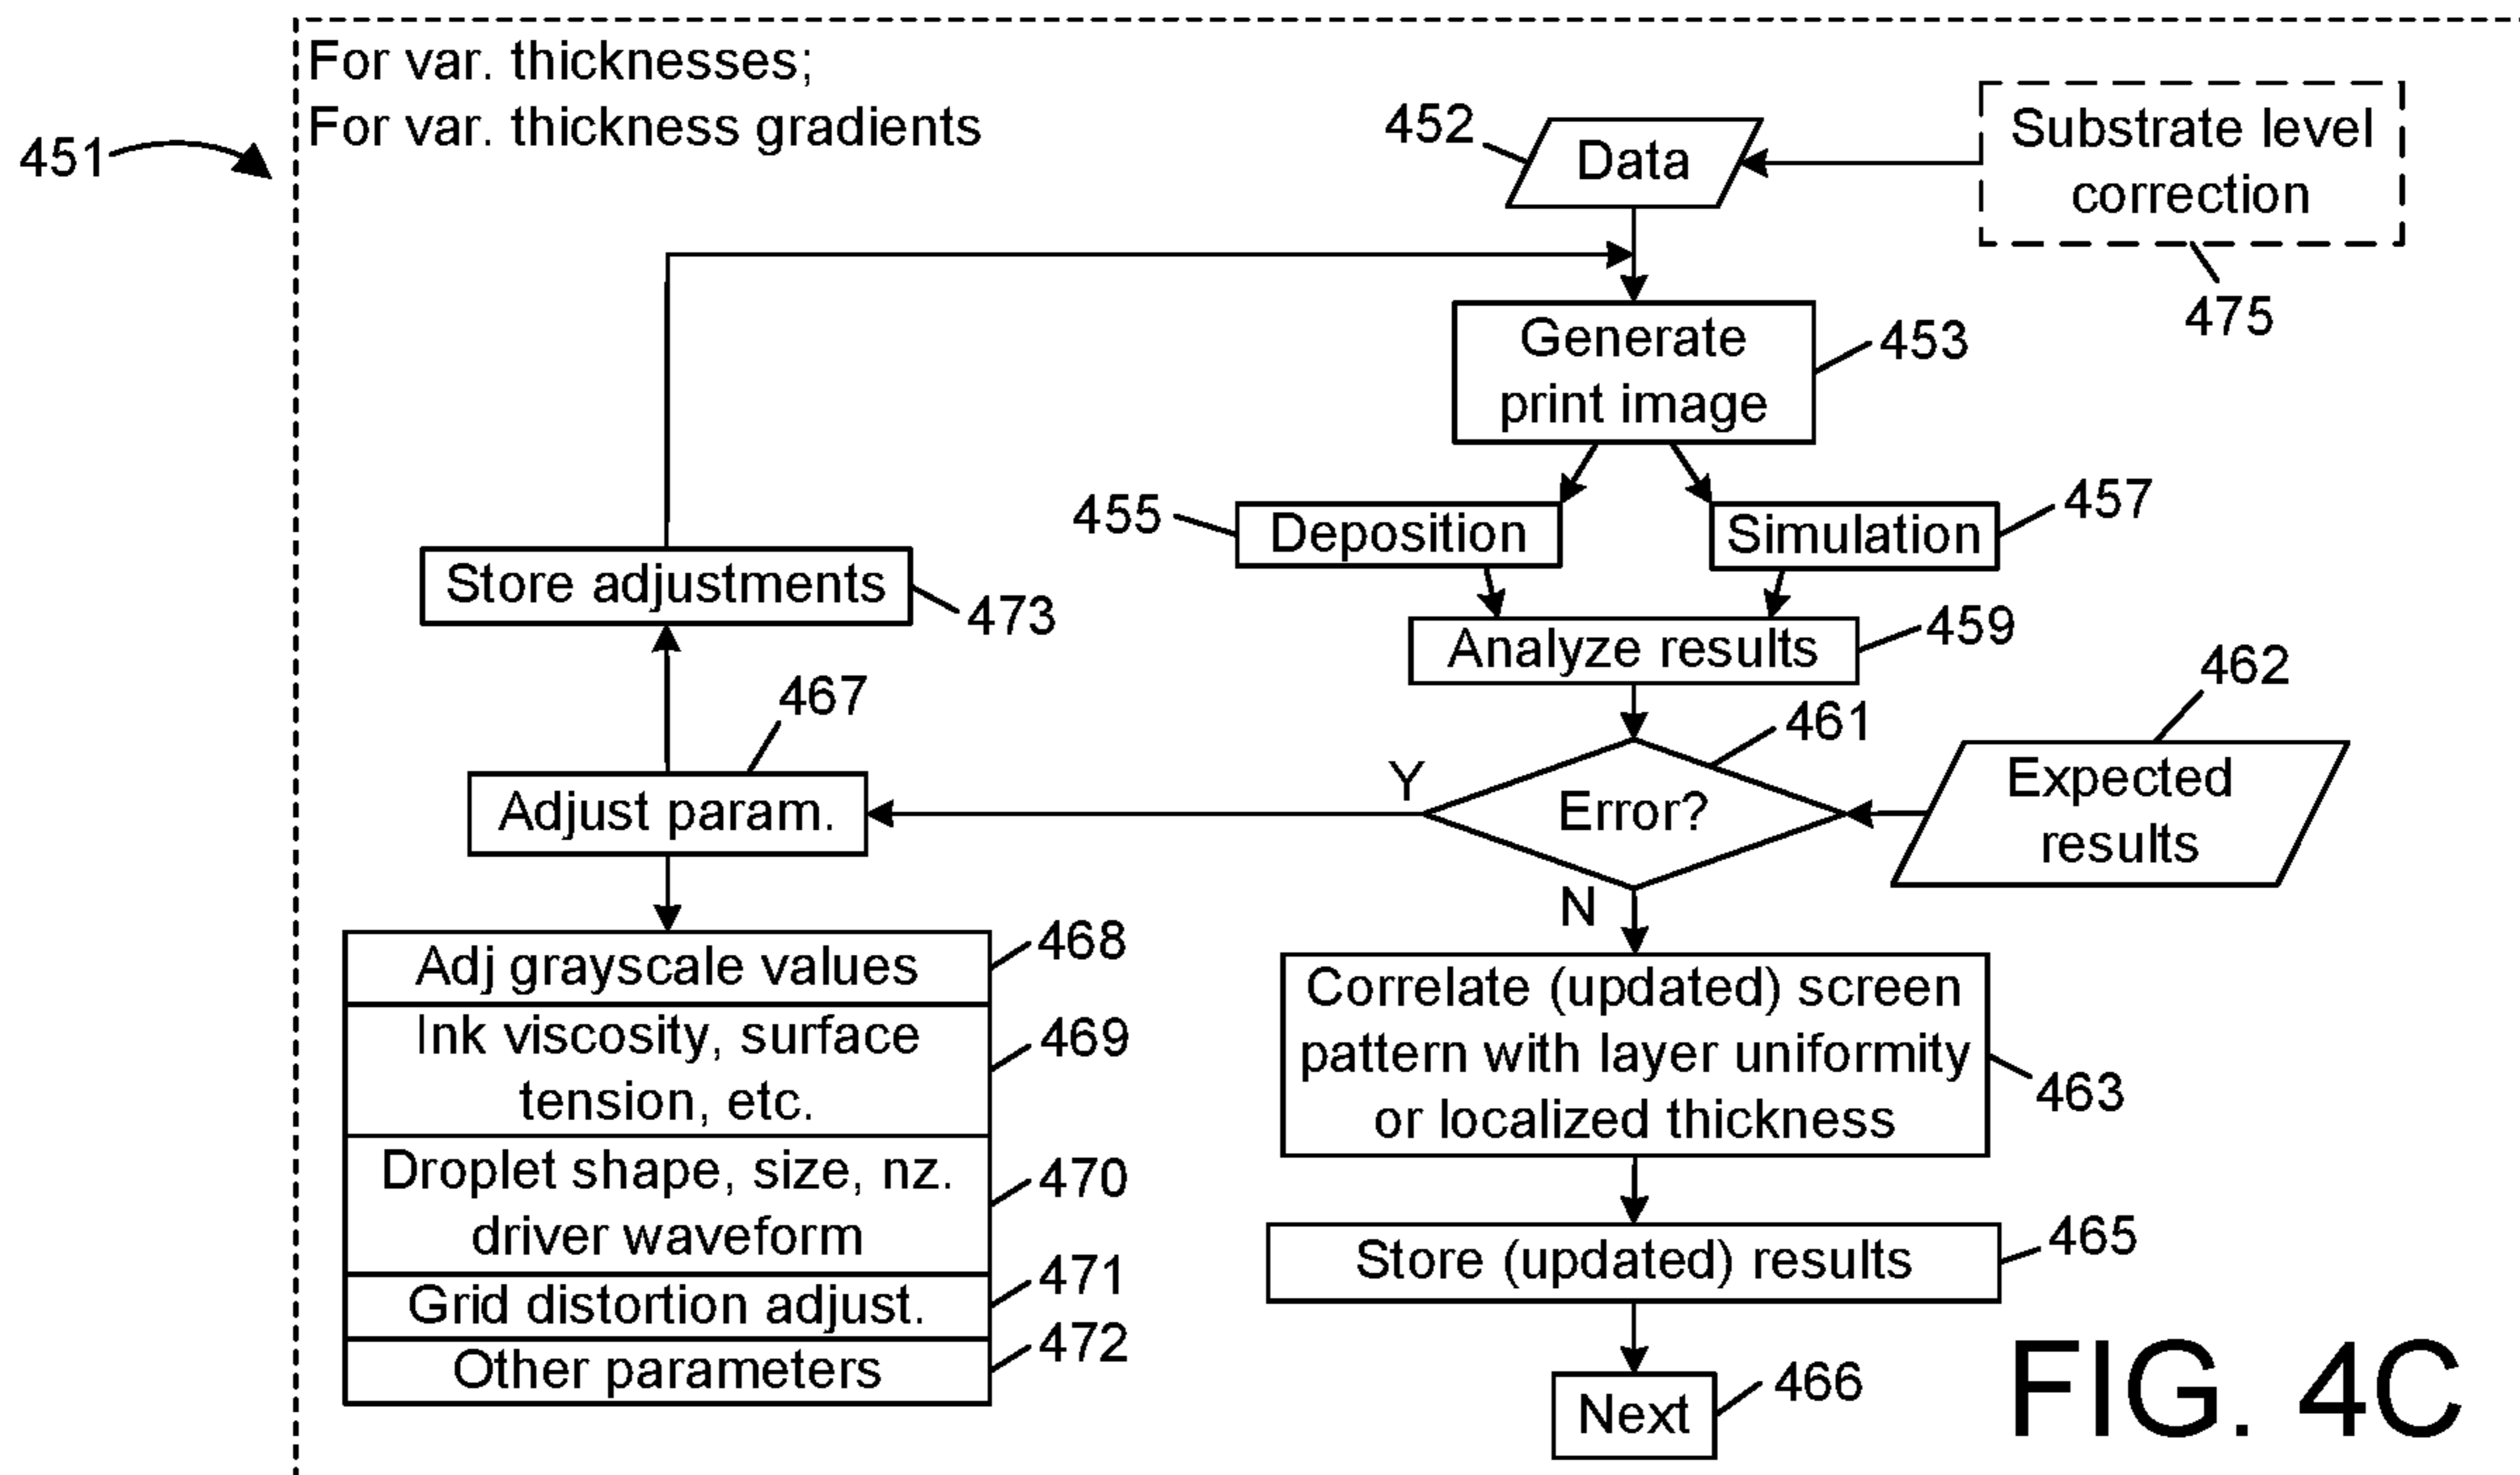 For var. thicknesses;
For var. thickness gradients
451
452
Data
Substrate level
correction
475
Generate
print image
453
455
Deposition
Simulation
457
Store adjustments
473
Analyze results
459
462
467
461
Adjust param.
Y
Error?
Expected
results
N
Adj grayscale values
468
Ink viscosity, surface
tension, etc.
469
Droplet shape, size, nz.
driver waveform
470
Grid distortion adjust.
471
Other parameters
472
Correlate (updated) screen
pattern with layer uniformity
or localized thickness
463
Store (updated) results
465
Next
466
FIG. 4C